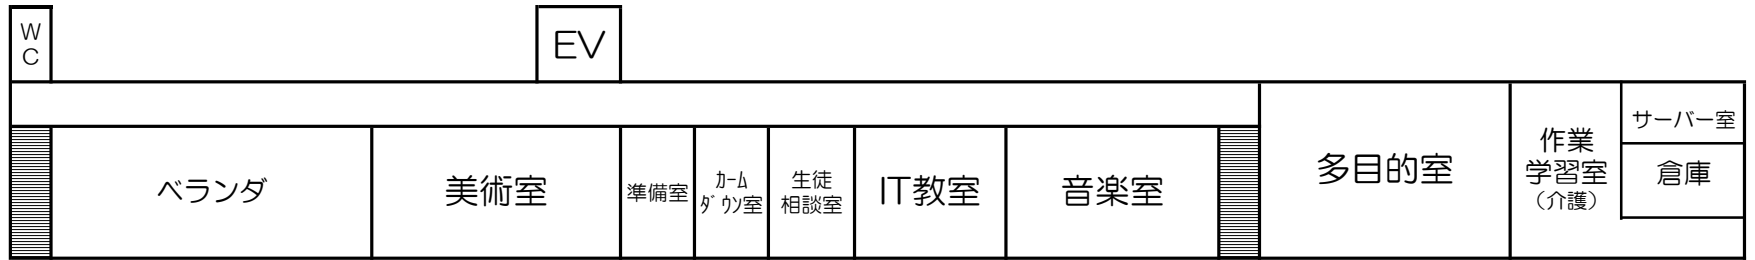 WC
EV
ベランダ
美術室
準備室
ｶｰﾑ
ﾀﾞｳﾝ室
生徒
相談室
IT教室
音楽室
多目的室
作業
学習室
（介護）
サーバー室
倉庫